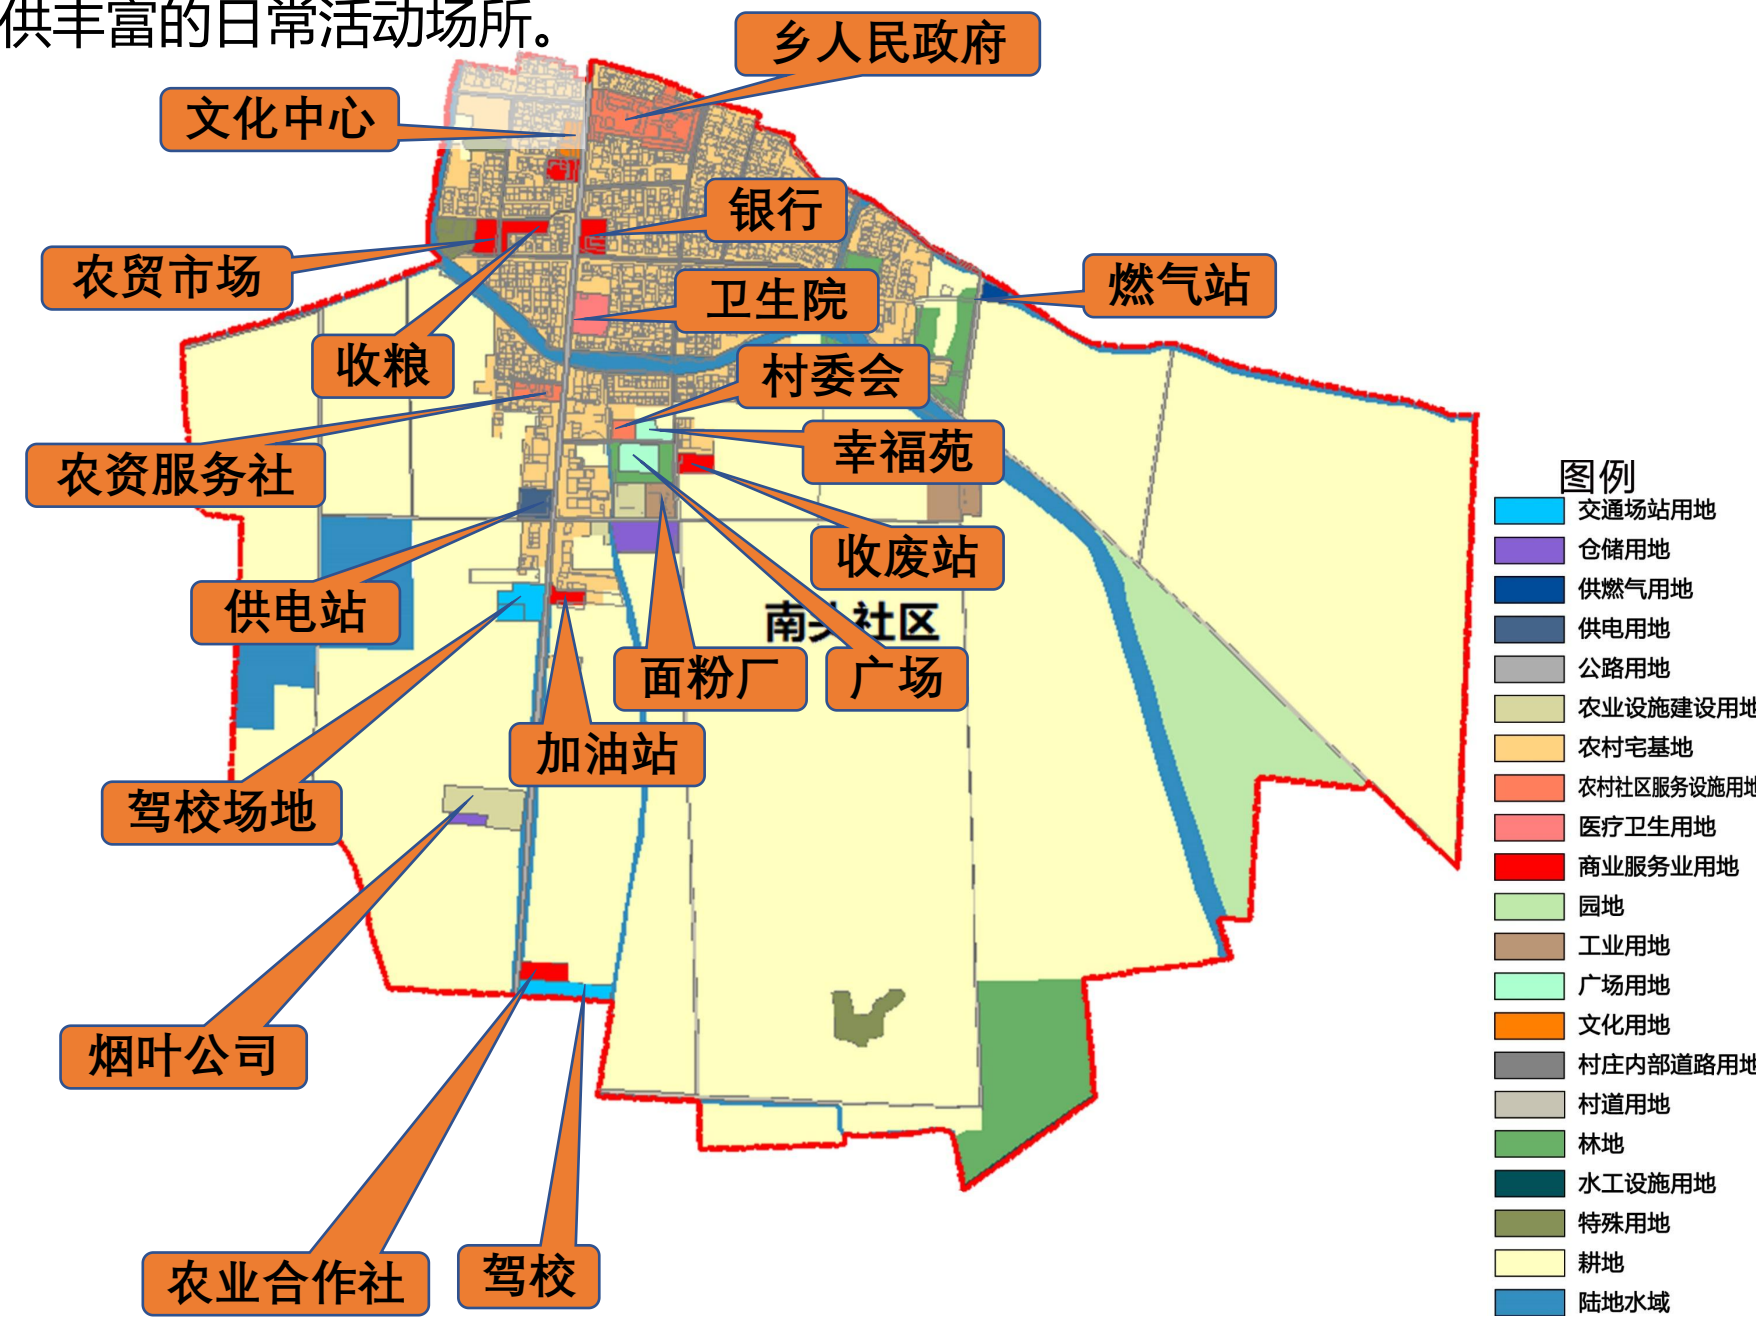 供丰富的日常活动场所。
乡人民政府
文化中心
银行
农贸市场
燃气站
卫生院
收粮
村委会
幸福苑
农资服务社
收废站
供电站
南 社区
面粉厂
广场
加油站
驾校场地
烟叶公司
农业合作社
驾校
图例
交通场站用地
仓储用地
供燃气用地
供电用地
公路用地
农业设施建设用地
农村宅基地
农村社区服务设施用地
医疗卫生用地
商业服务业用地
园地
工业用地
广场用地
文化用地
村庄内部道路用地
村道用地
林地
水工设施用地
特殊用地
耕地
陆地水域